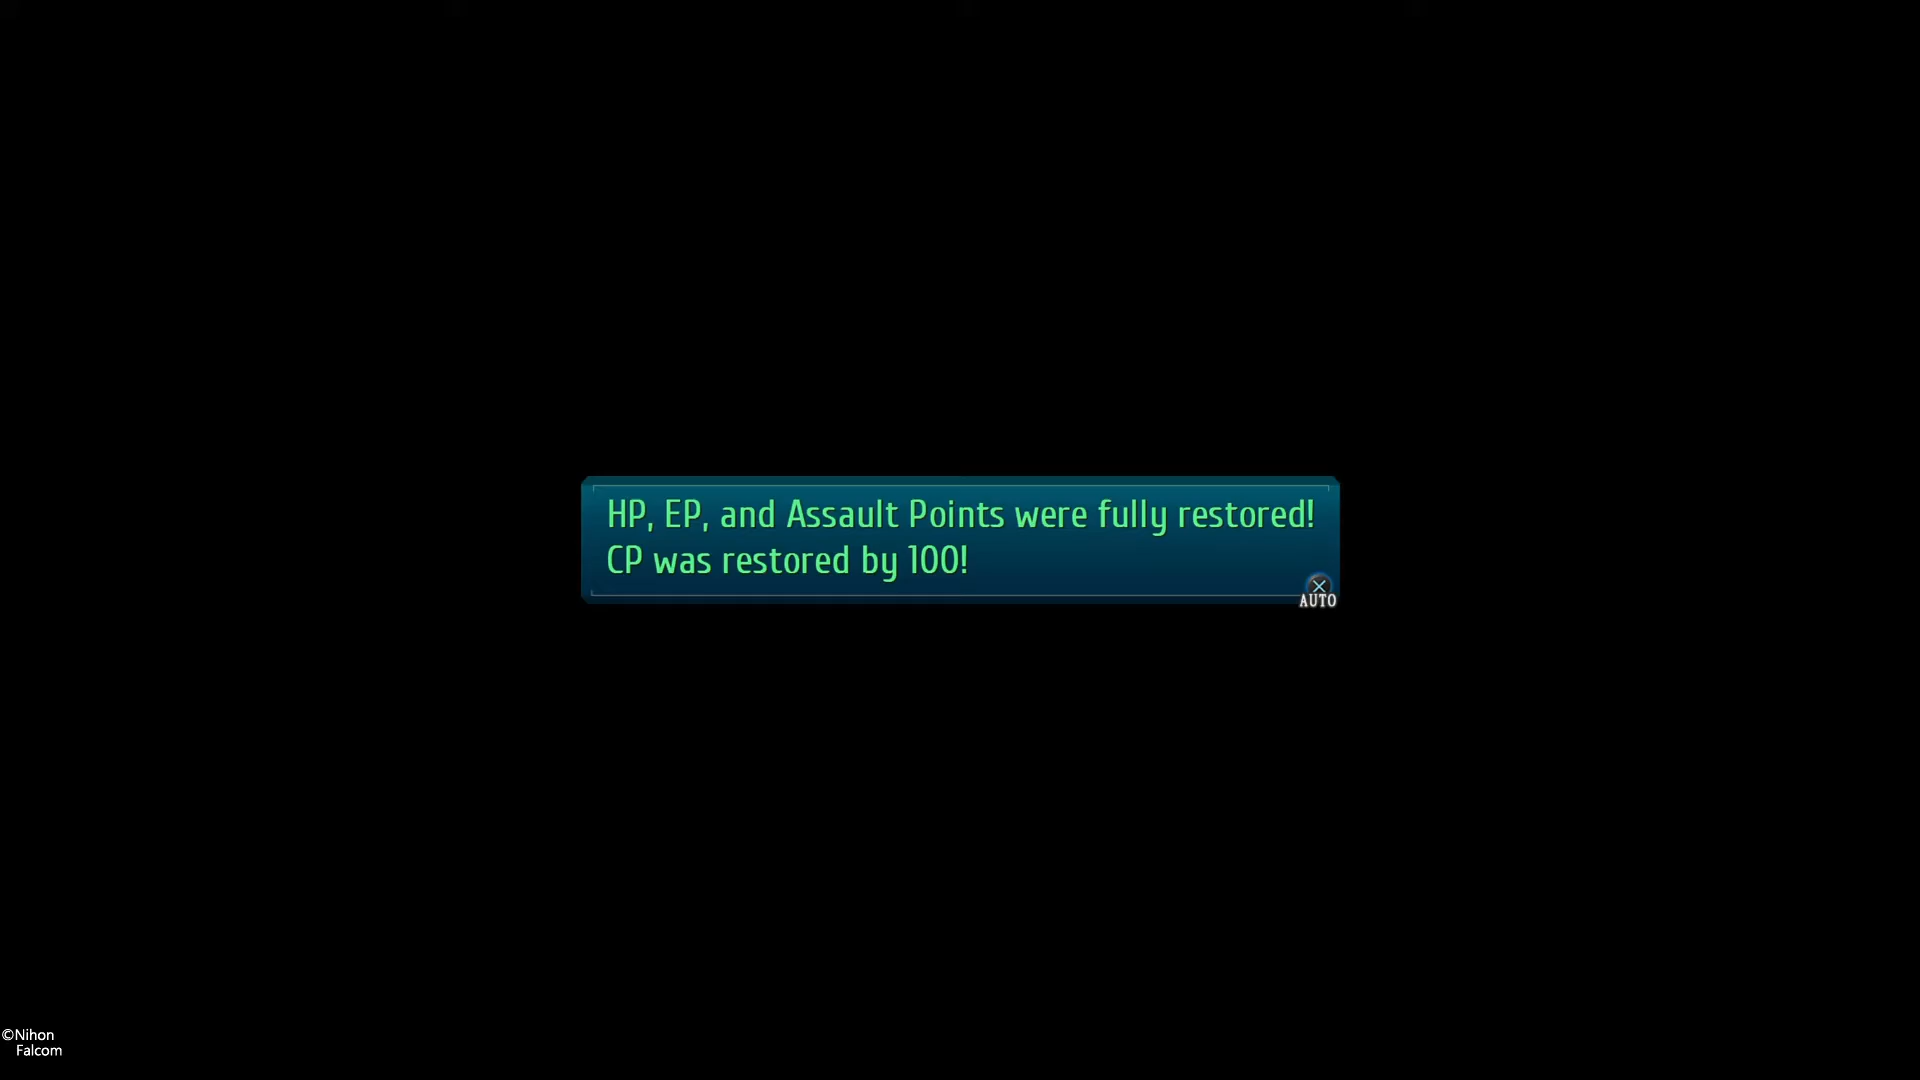 HP, EP, and Assault Points were fully restored!
CP was restored by 100!
AUTO
©Nihon
Falcom